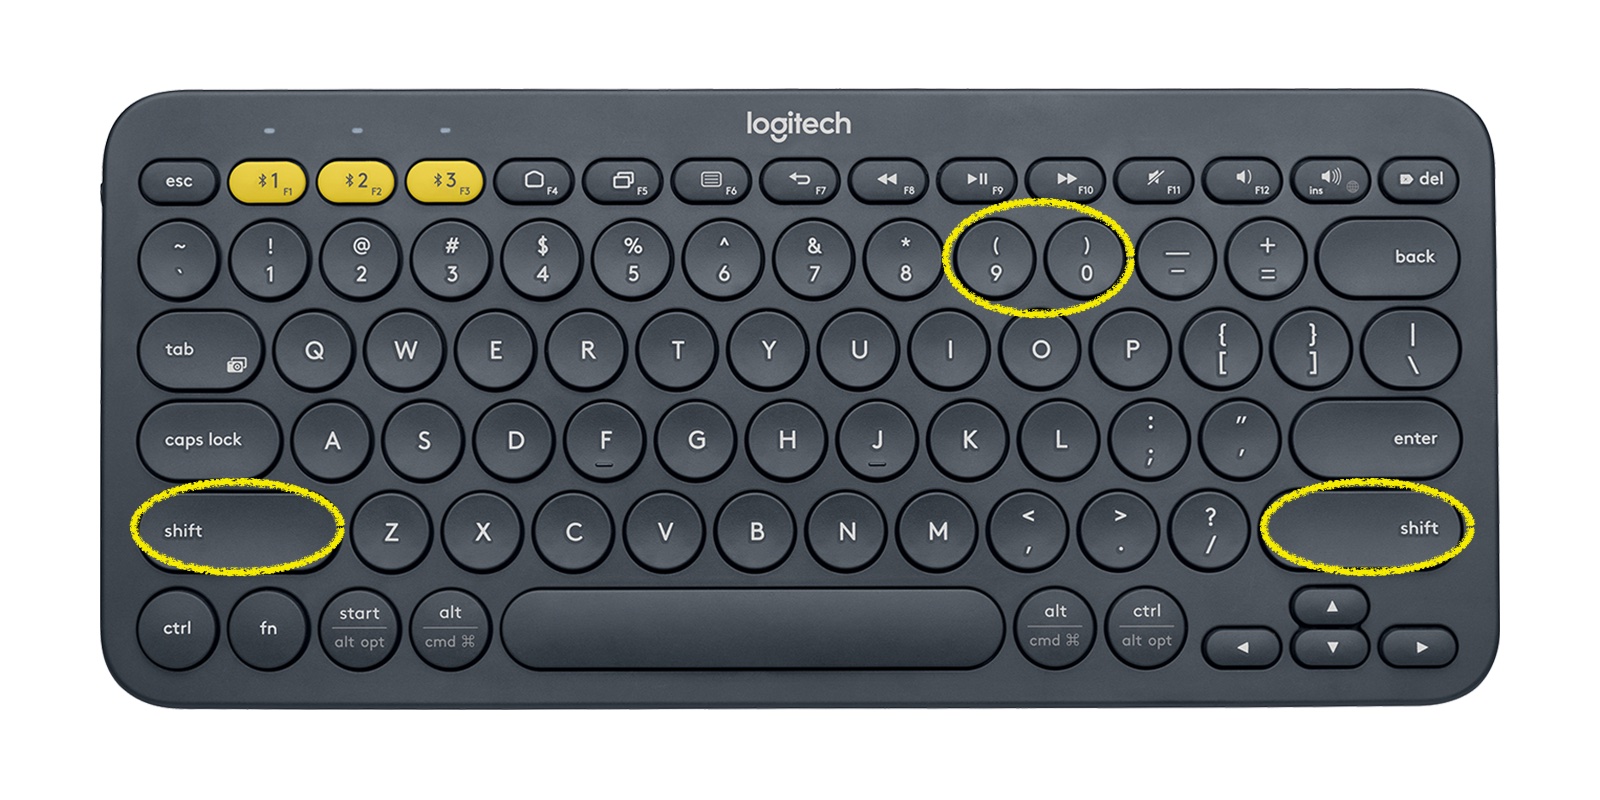 logitech
esc 1 F1 2 F2 3 F3 F4 F5 F6 F7 F8 F9 F10 F11 F12 ins del
~ ! @ # $ % ^ & * ( ) — +
` 1 2 3 4 5 6 7 8 9 0 – = back
tab Q W E R T Y U I O P { } |
[ ] \
caps lock A S D F G H J K L : ” enter
; ’
shift Z X C V B N M < > ? shift
, . /
ctrl fn start alt alt ctrl
alt opt cmd ⌘ cmd ⌘ alt opt